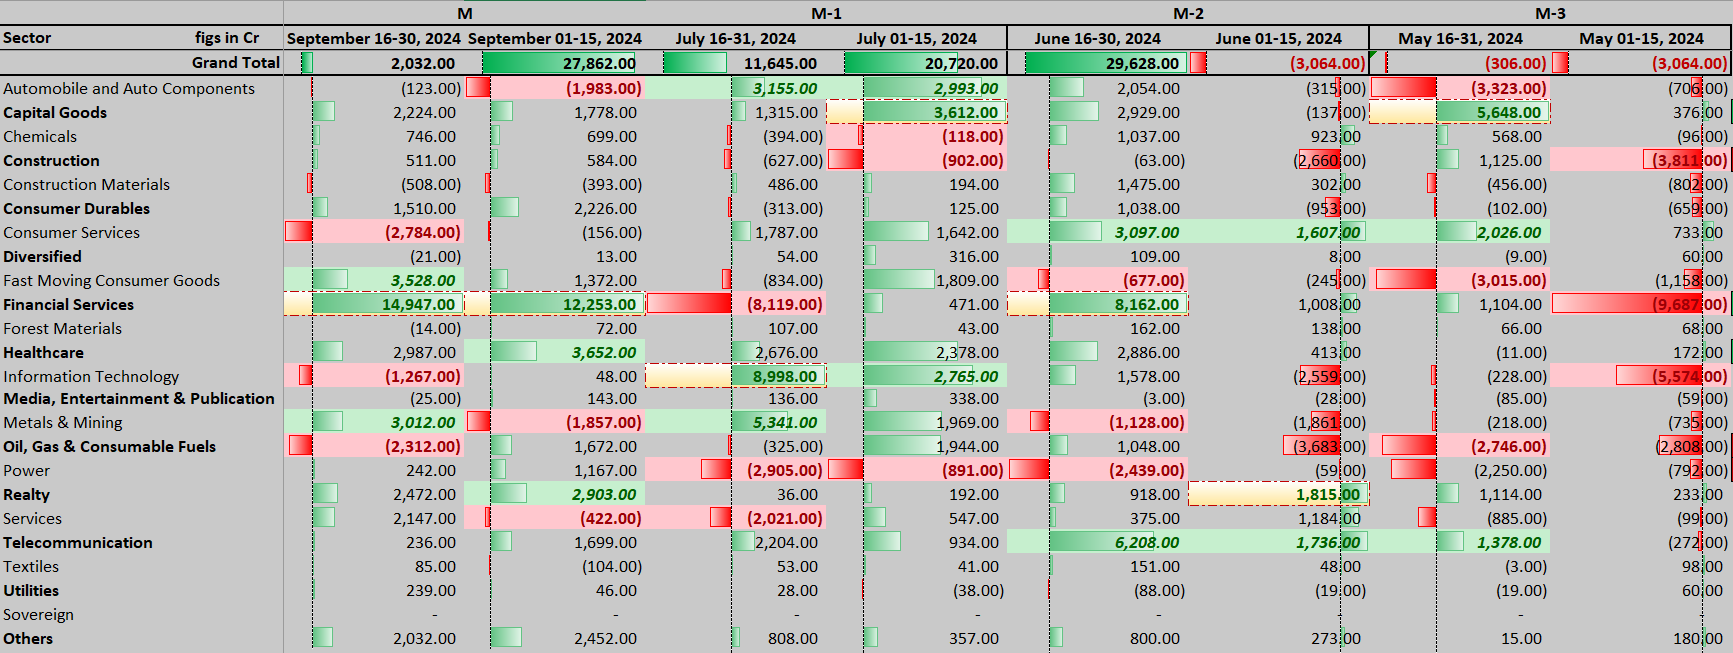 M M-1 M-2 M-3
Sector figs in Cr September 16-30, 2024 September 01-15, 2024 July 16-31, 2024 July 01-15, 2024 June 16-30, 2024 June 01-15, 2024 May 16-31, 2024 May 01-15, 2024
Grand Total 2,032.00 27,862.00 11,645.00 20,720.00 29,628.00 (3,064.00) (306.00) (3,064.00)
Automobile and Auto Components (123.00) (1,983.00) 3,155.00 2,993.00 2,054.00 (315.00) (3,323.00) (706.00)
Capital Goods 2,224.00 1,778.00 1,315.00 3,612.00 2,929.00 (137.00) 5,648.00 376.00
Chemicals 746.00 699.00 (394.00) (118.00) 1,037.00 923.00 568.00 (96.00)
Construction 511.00 584.00 (627.00) (902.00) (63.00) (2,660.00) 1,125.00 (3,811.00)
Construction Materials (508.00) (393.00) 486.00 194.00 1,475.00 302.00 (456.00) (802.00)
Consumer Durables 1,510.00 2,226.00 (313.00) 125.00 1,038.00 (953.00) (102.00) (659.00)
Consumer Services (2,784.00) (156.00) 1,787.00 1,642.00 3,097.00 1,607.00 2,026.00 733.00
Diversified (21.00) 13.00 54.00 316.00 109.00 8.00 (9.00) 60.00
Fast Moving Consumer Goods 3,528.00 1,372.00 (834.00) 1,809.00 (677.00) (245.00) (3,015.00) (1,158.00)
Financial Services 14,947.00 12,253.00 (8,119.00) 471.00 8,162.00 1,008.00 1,104.00 (9,687.00)
Forest Materials (14.00) 72.00 107.00 43.00 162.00 138.00 66.00 68.00
Healthcare 2,987.00 3,652.00 2,676.00 2,378.00 2,886.00 413.00 (11.00) 172.00
Information Technology (1,267.00) 48.00 8,998.00 2,765.00 1,578.00 (2,559.00) (228.00) (5,574.00)
Media, Entertainment & Publication (25.00) 143.00 136.00 338.00 (3.00) (28.00) (85.00) (59.00)
Metals & Mining 3,012.00 (1,857.00) 5,341.00 1,969.00 (1,128.00) (1,861.00) (218.00) (735.00)
Oil, Gas & Consumable Fuels (2,312.00) 1,672.00 (325.00) 1,944.00 1,048.00 (3,683.00) (2,746.00) (2,808.00)
Power 242.00 1,167.00 (2,905.00) (891.00) (2,439.00) (59.00) (2,250.00) (792.00)
Realty 2,472.00 2,903.00 36.00 192.00 918.00 1,815.00 1,114.00 233.00
Services 2,147.00 (422.00) (2,021.00) 547.00 375.00 1,184.00 (885.00) (99.00)
Telecommunication 236.00 1,699.00 2,204.00 934.00 6,208.00 1,736.00 1,378.00 (272.00)
Textiles 85.00 (104.00) 53.00 41.00 151.00 48.00 (3.00) 98.00
Utilities 239.00 46.00 28.00 (38.00) (88.00) (19.00) (19.00) 60.00
Sovereign - - - - - - - -
Others 2,032.00 2,452.00 808.00 357.00 800.00 273.00 15.00 180.00